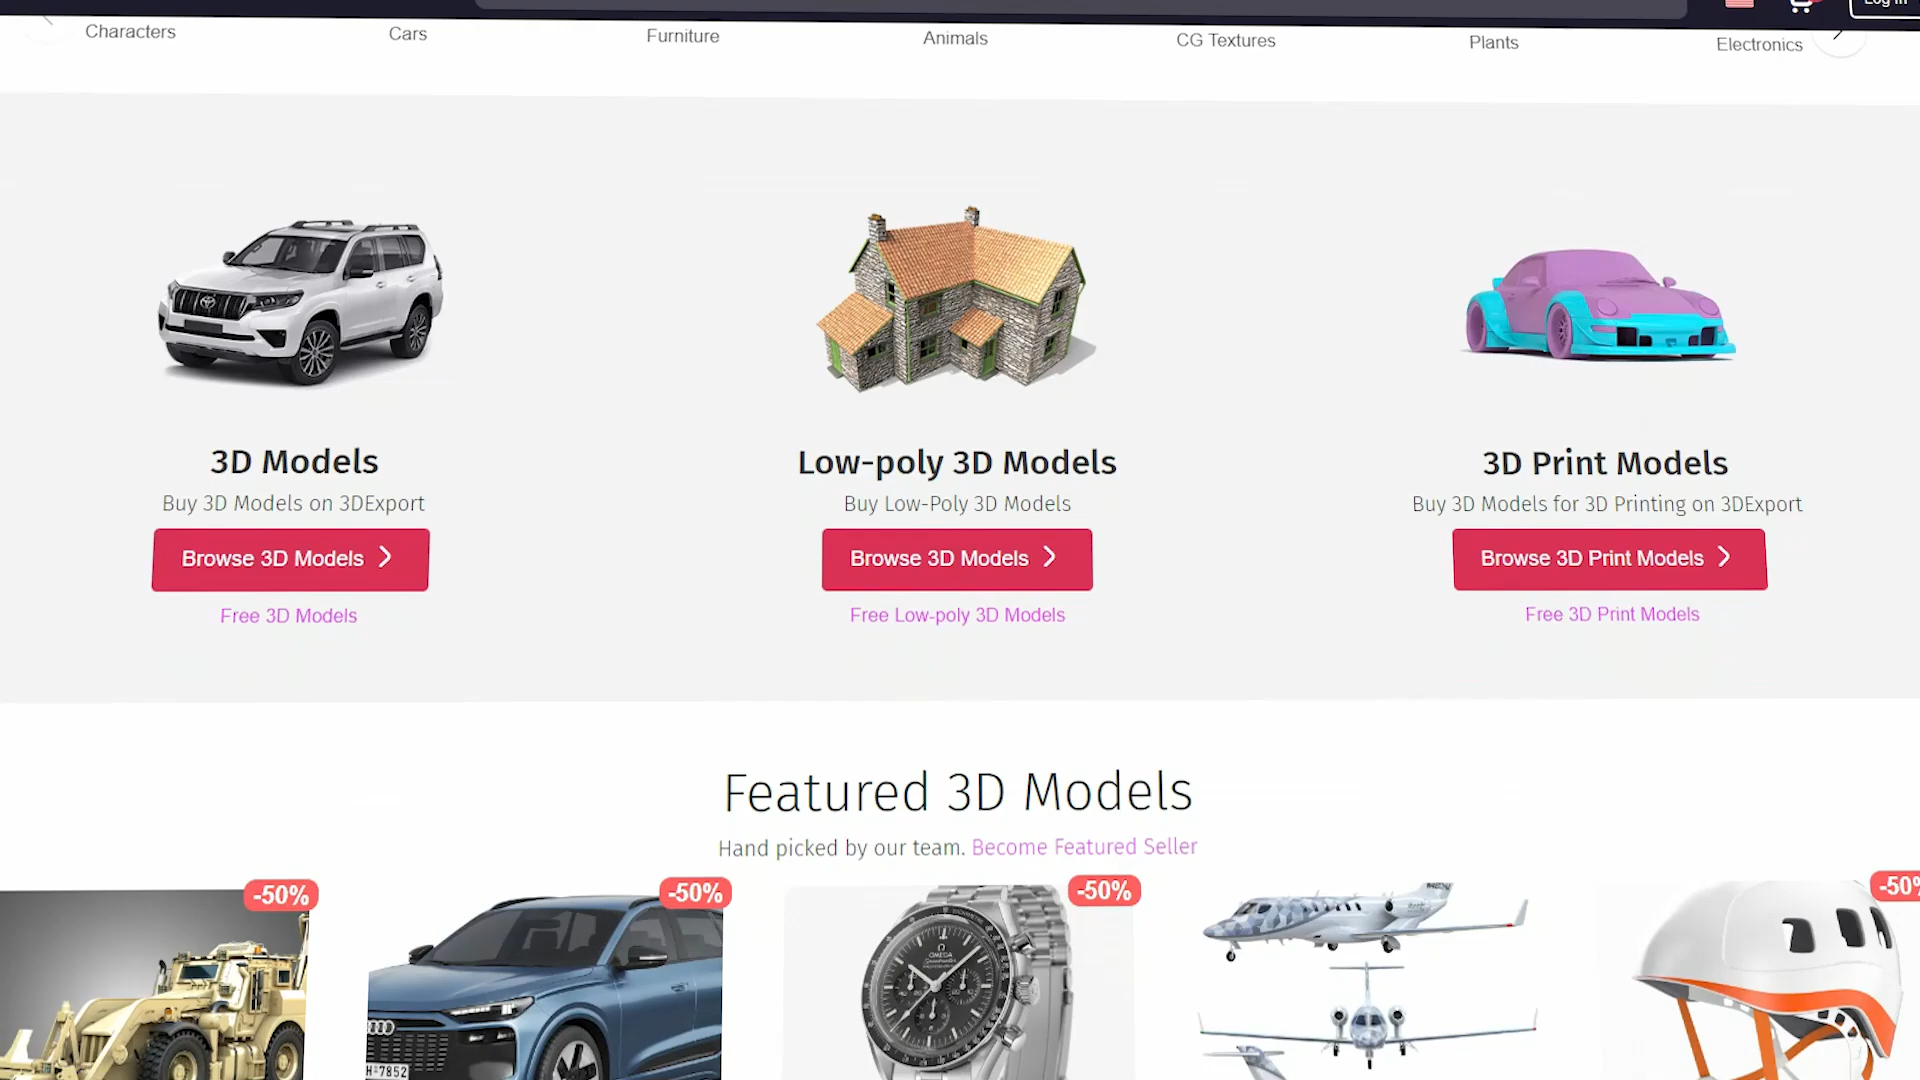 Log In
Characters
Cars
Furniture
Animals
CG Textures
Plants
Electronics
3D Models
Buy 3D Models on 3DExport
Browse 3D Models
Free 3D Models
Low-poly 3D Models
Buy Low-Poly 3D Models
Browse 3D Models
Free Low-poly 3D Models
3D Print Models
Buy 3D Models for 3D Printing on 3DExport
Browse 3D Print Models
Free 3D Print Models
Featured 3D Models
Hand picked by our team. Become Featured Seller
-50%
-50%
-50%
-50%
OMEGA
Speedmaster
H 7852